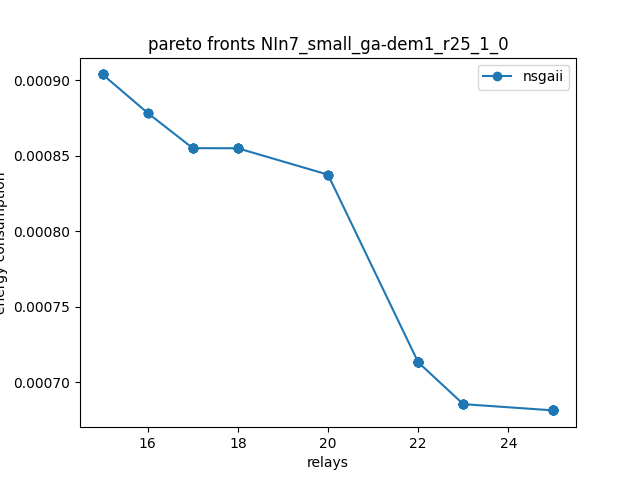 pareto fronts NIn7_small_ga-dem1_r25_1_0
nsgaii
0.00090
0.00085
0.00080
0.00075
0.00070
energy consumption
16 18 20 22 24
relays